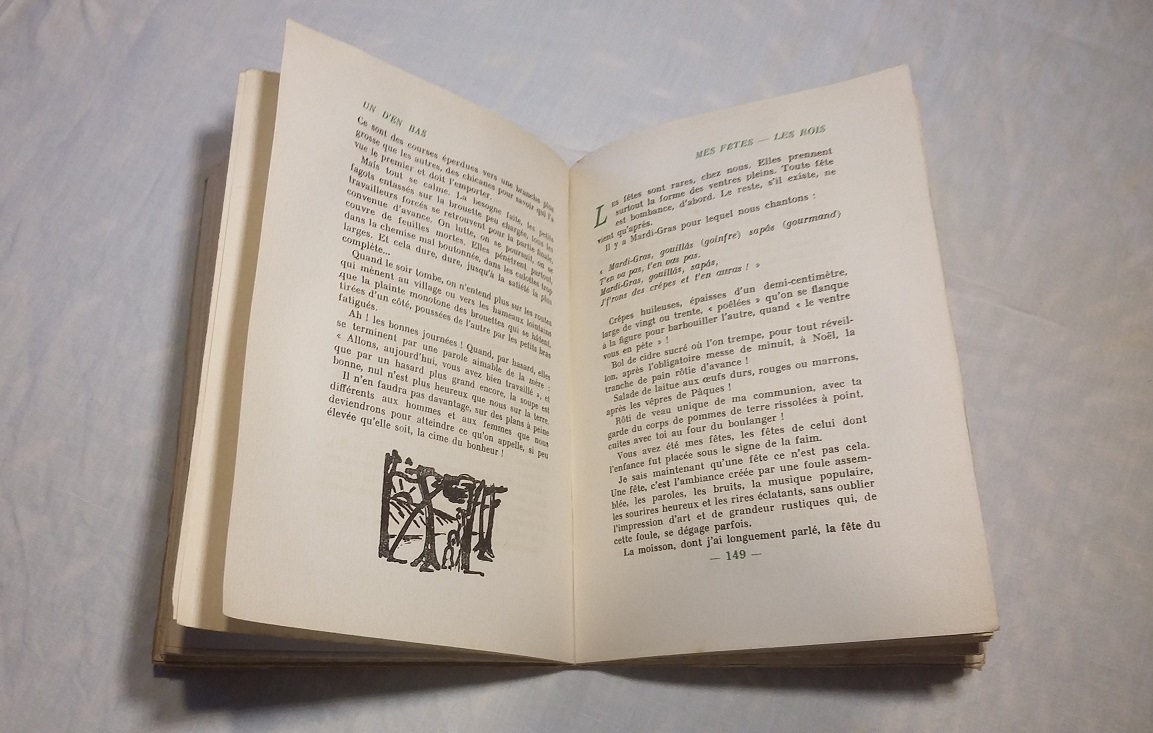 UN D'EN BAS
Ce sont des courses éperdues vers une branche plus
grosse que les autres, des chicanes pour savoir qui l'a
vue le premier et doit l'emporter.
Mais tout se calme. La besogne faite, les petits
fagots entassés sur la brouette peu chargée, tous les
travailleurs forcés se retrouvent pour la partie finale,
convenue d'avance. On lutte, on se poursuit, on se
couvre de feuilles mortes. Elles pénètrent partout,
dans la chemise mal boutonnée, dans les culottes trop
larges. Et cela dure, dure, jusqu'à la satiété la plus
complète...
Quand le soir tombe, on n'entend plus sur les routes
qui mènent au village ou vers les hameaux lointains
que la plainte monotone des brouettes qui se hâtent,
tirées d'un côté, poussées de l'autre par les petits bras
fatigués.
Ah ! les bonnes journées ! Quand, par hasard, elles
se terminent par une parole aimable de la mère :
« Allons, aujourd'hui, vous avez bien travaillé », et
que par un hasard plus grand encore, la soupe est
bonne, nul n'est plus heureux que nous sur la terre.
Il n'en faudra pas davantage, sur des plans à peine
différents aux hommes et aux femmes que nous
deviendrons pour atteindre ce qu'on appelle, si peu
élevée qu'elle soit, la cime du bonheur !
MES FÊTES — LES ROIS
Les fêtes sont rares, chez nous. Elles prennent
surtout la forme des ventres pleins. Toute fête
est bombance, d'abord. Le reste, s'il existe, ne
vient qu'après.
Il y a Mardi-Gras pour lequel nous chantons :
« Mardi-Gras, gouillâs (goinfre) sapâs (gourmand)
T'en va pas, t'en vas pas.
Mardi-Gras, gouillâs, sapâs,
J'frons des crêpes et t'en auras ! »
Crêpes huileuses, épaisses d'un demi-centimètre,
large de vingt ou trente, « poêlées » qu'on se flanque
à la figure pour barbouiller l'autre, quand « le ventre
vous en pète » !
Bol de cidre sucré où l'on trempe, pour tout réveil-
lon, après l'obligatoire messe de minuit, à Noël, la
tranche de pain rôtie d'avance !
Salade de laitue aux œufs durs, rouges ou marrons,
après les vêpres de Pâques !
Rôti de veau unique de ma communion, avec ta
garde du corps de pommes de terre rissolées à point,
cuites avec toi au four du boulanger !
Vous avez été mes fêtes, les fêtes de celui dont
l'enfance fut placée sous le signe de la faim.
Je sais maintenant qu'une fête ce n'est pas cela.
Une fête, c'est l'ambiance créée par une foule assem-
blée, les paroles, les bruits, la musique populaire,
les sourires heureux et les rires éclatants, sans oublier
l'impression d'art et de grandeur rustiques qui, de
cette foule, se dégage parfois.
La moisson, dont j'ai longuement parlé, la fête du
— 149 —